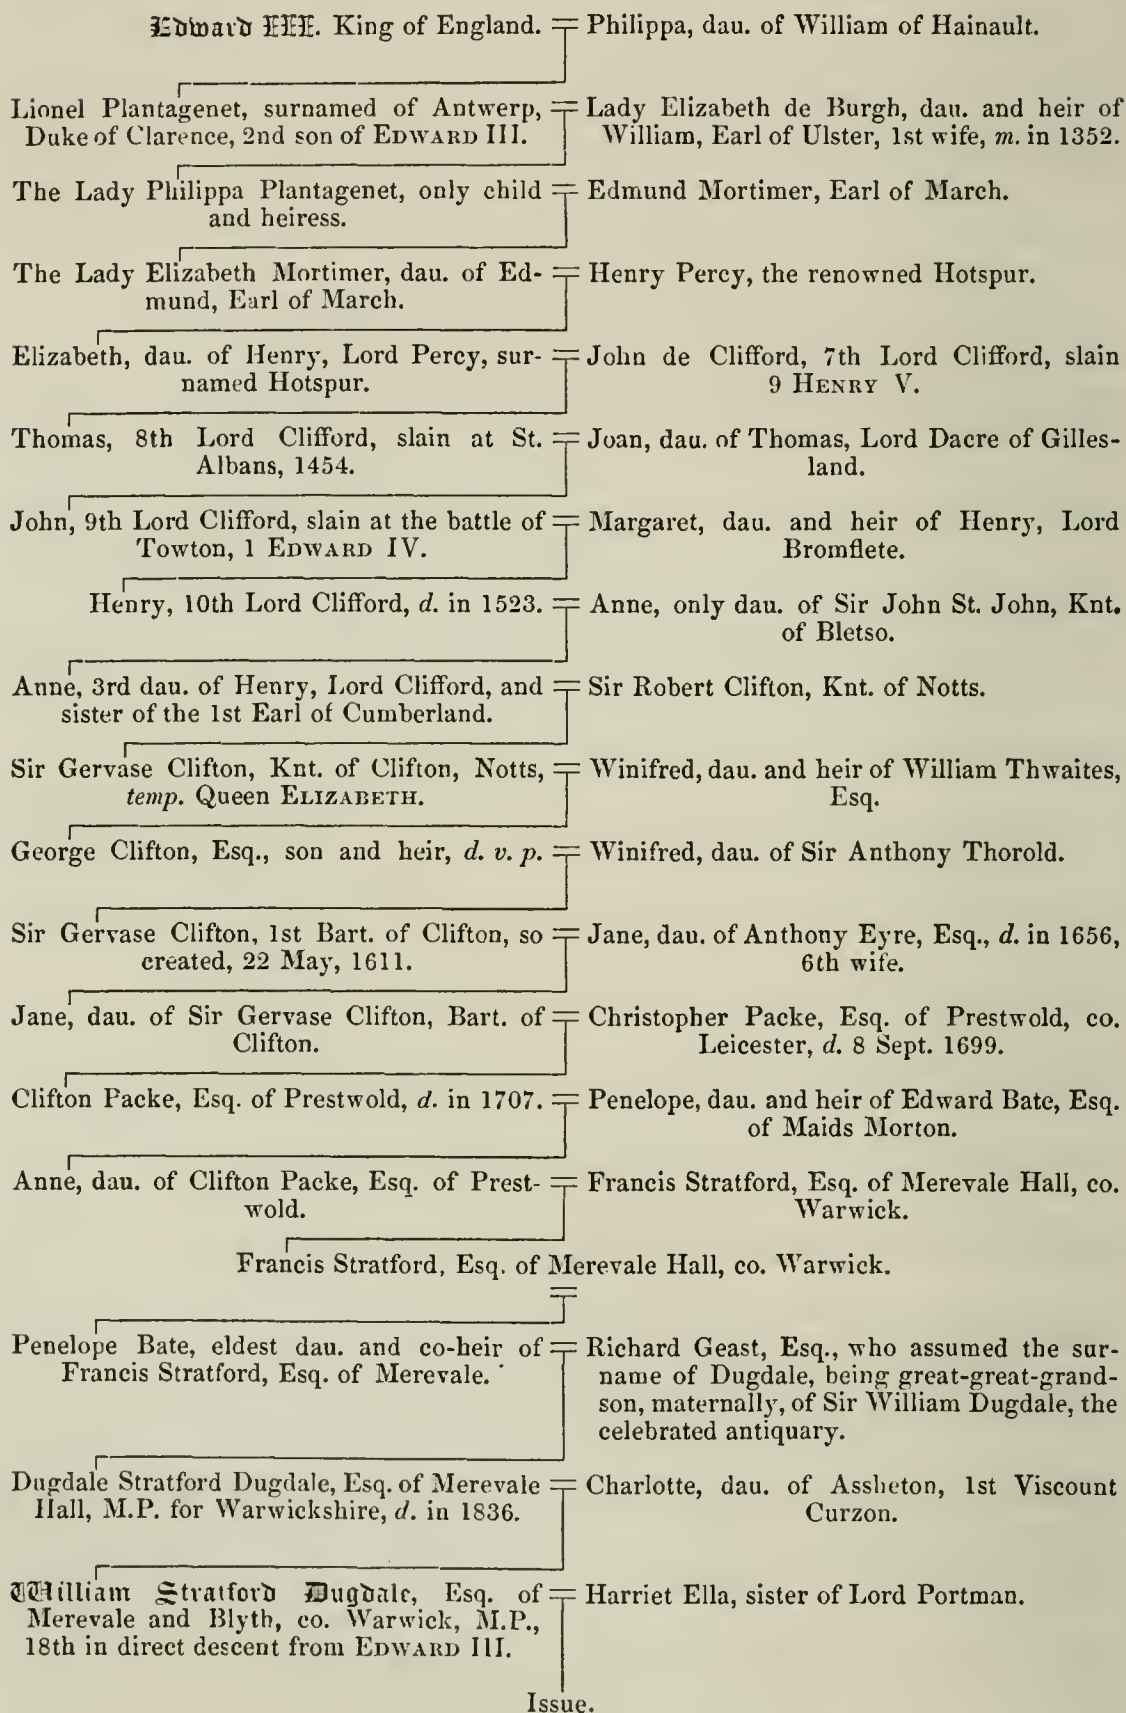 Edward III. King of England. = Philippa, dau. of William of Hainault.
Lionel Plantagenet, surnamed of Antwerp,
Duke of Clarence, 2nd son of EDWARD III.
= Lady Elizabeth de Burgh, dau. and heir of
William, Earl of Ulster, 1st wife, m. in 1352.
The Lady Philippa Plantagenet, only child
and heiress.
= Edmund Mortimer, Earl of March.
The Lady Elizabeth Mortimer, dau. of Ed-
mund, Earl of March.
= Henry Percy, the renowned Hotspur.
Elizabeth, dau. of Henry, Lord Percy, sur-
named Hotspur.
= John de Clifford, 7th Lord Clifford, slain
9 HENRY V.
Thomas, 8th Lord Clifford, slain at St.
Albans, 1454.
= Joan, dau. of Thomas, Lord Dacre of Gilles-
land.
John, 9th Lord Clifford, slain at the battle of
Towton, 1 EDWARD IV.
= Margaret, dau. and heir of Henry, Lord
Bromflete.
Henry, 10th Lord Clifford, d. in 1523. = Anne, only dau. of Sir John St. John, Knt.
of Bletso.
Anne, 3rd dau. of Henry, Lord Clifford, and
sister of the 1st Earl of Cumberland.
= Sir Robert Clifton, Knt. of Notts.
Sir Gervase Clifton, Knt. of Clifton, Notts,
temp. Queen ELIZABETH.
= Winifred, dau. and heir of William Thwaites,
Esq.
George Clifton, Esq., son and heir, d. v. p. = Winifred, dau. of Sir Anthony Thorold.
Sir Gervase Clifton, 1st Bart. of Clifton, so
created, 22 May, 1611.
= Jane, dau. of Anthony Eyre, Esq., d. in 1656,
6th wife.
Jane, dau. of Sir Gervase Clifton, Bart. of
Clifton.
= Christopher Packe, Esq. of Prestwold, co.
Leicester, d. 8 Sept. 1699.
Clifton Packe, Esq. of Prestwold, d. in 1707. = Penelope, dau. and heir of Edward Bate, Esq.
of Maids Morton.
Anne, dau. of Clifton Packe, Esq. of Prest-
wold.
= Francis Stratford, Esq. of Merevale Hall, co.
Warwick.
Francis Stratford, Esq. of Merevale Hall, co. Warwick.
=
Penelope Bate, eldest dau. and co-heir of
Francis Stratford, Esq. of Merevale.
= Richard Geast, Esq., who assumed the sur-
name of Dugdale, being great-great-grand-
son, maternally, of Sir William Dugdale, the
celebrated antiquary.
Dugdale Stratford Dugdale, Esq. of Merevale
Hall, M.P. for Warwickshire, d. in 1836.
= Charlotte, dau. of Assheton, 1st Viscount
Curzon.
William Stratford Dugdale, Esq. of
Merevale and Blyth, co. Warwick, M.P.,
18th in direct descent from EDWARD III.
= Harriet Ella, sister of Lord Portman.
Issue.